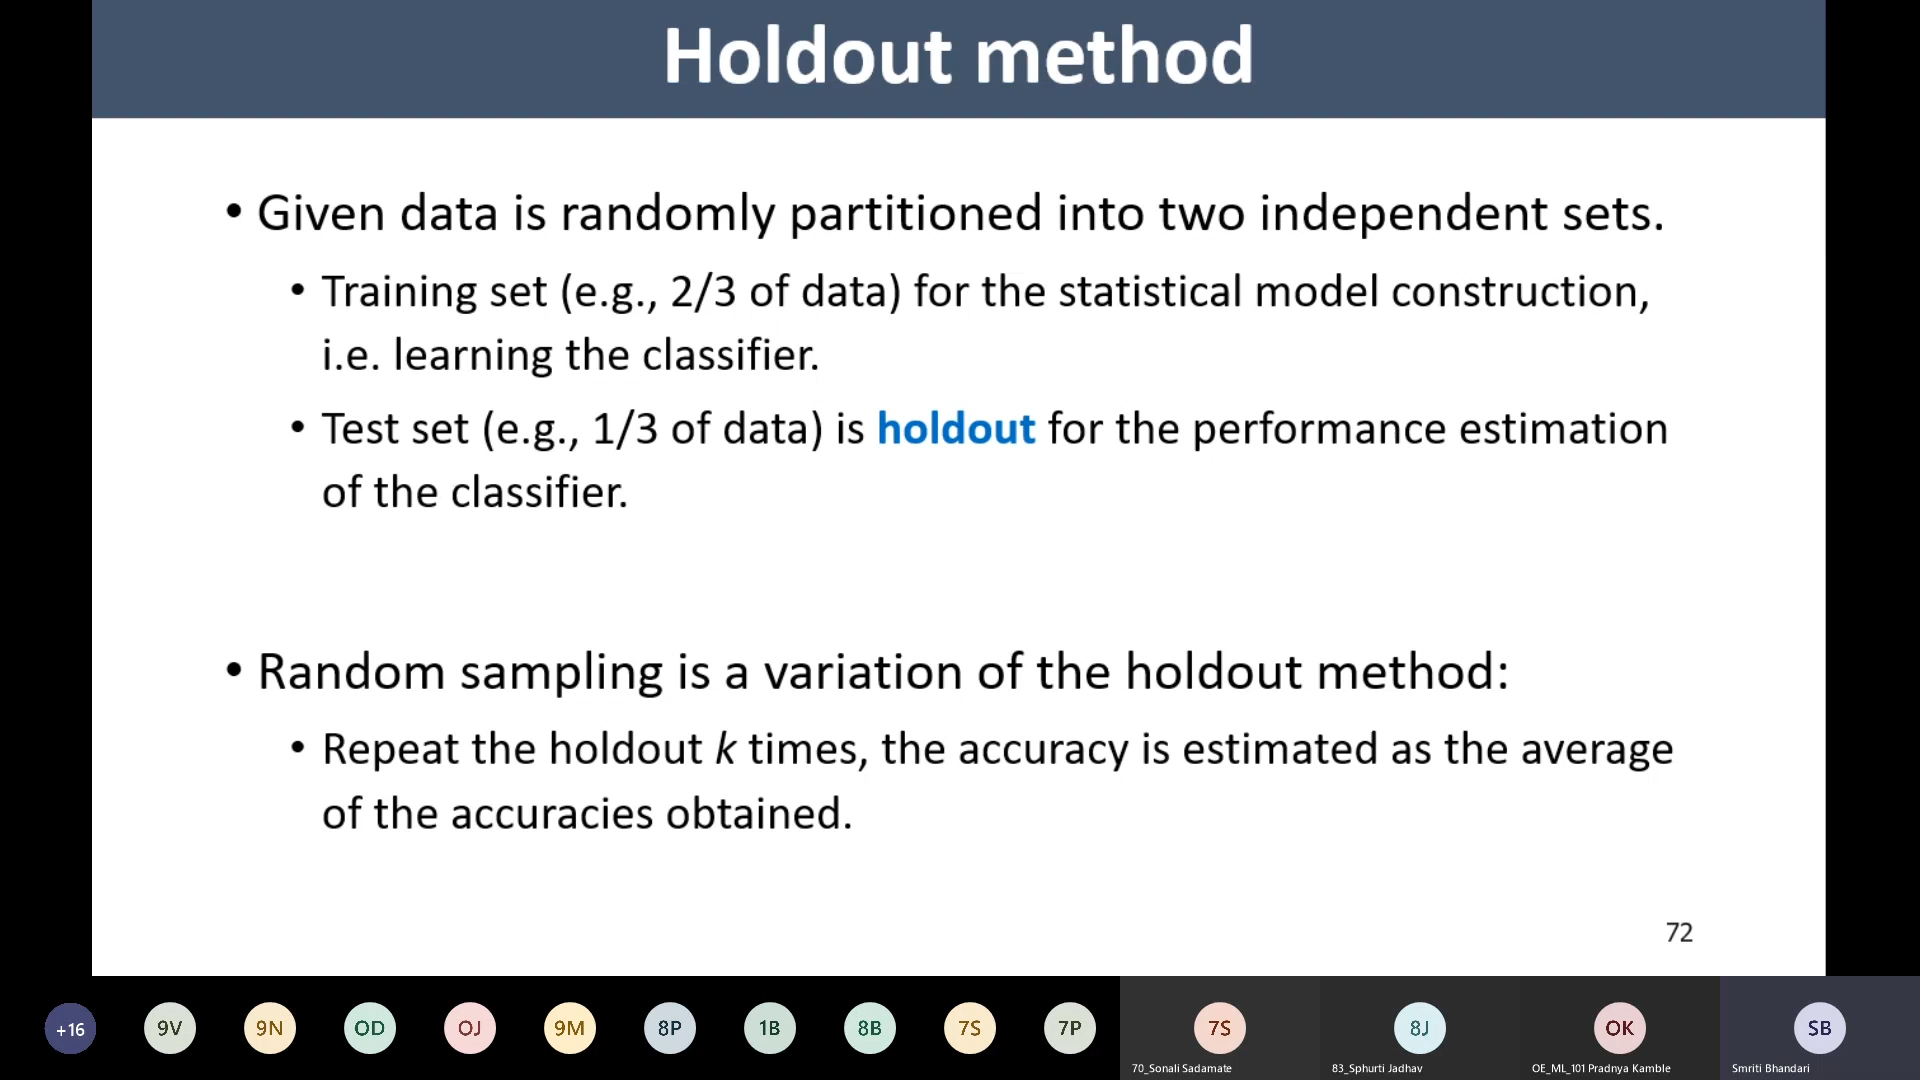 Holdout method
• Given data is randomly partitioned into two independent sets.
• Training set (e.g., 2/3 of data) for the statistical model construction,
i.e. learning the classifier.
• Test set (e.g., 1/3 of data) is holdout for the performance estimation
of the classifier.
• Random sampling is a variation of the holdout method:
• Repeat the holdout k times, the accuracy is estimated as the average
of the accuracies obtained.
72
+16 9V 9N OD OJ 9M 8P 1B 8B 7S 7P 7S 8J OK SB
70_Sonali Sadamate 83_Sphurti Jadhav OE_ML_101 Pradnya Kamble Smriti Bhandari